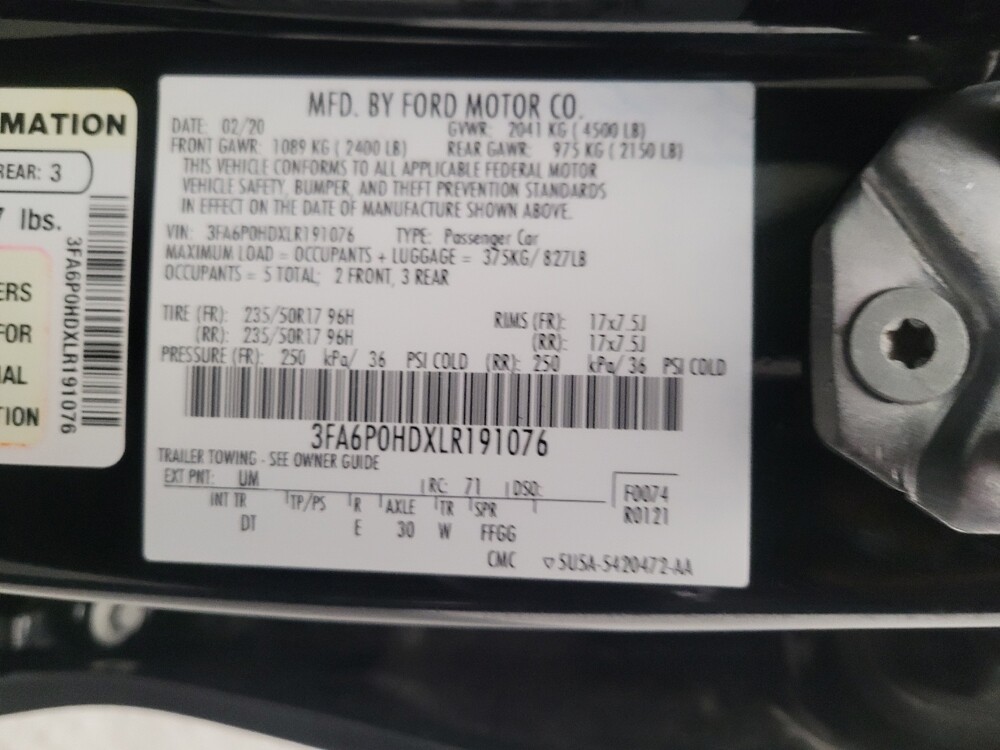 MATION
REAR: 3
7 lbs.
ERS
FOR
IAL
TION
3FA6P0HDXLR191076
MFD. BY FORD MOTOR CO.
DATE: 02/20 GVWR: 2041 KG ( 4500 LB)
FRONT GAWR: 1089 KG ( 2400 LB) REAR GAWR: 975 KG ( 2150 LB)
THIS VEHICLE CONFORMS TO ALL APPLICABLE FEDERAL MOTOR
VEHICLE SAFETY, BUMPER, AND THEFT PREVENTION STANDARDS
IN EFFECT ON THE DATE OF MANUFACTURE SHOWN ABOVE.
VIN: 3FA6P0HDXLR191076 TYPE: Passenger Car
MAXIMUM LOAD = OCCUPANTS + LUGGAGE = 375KG/ 827LB
OCCUPANTS = 5 TOTAL; 2 FRONT, 3 REAR
TIRE (FR): 235/50R17 96H RIMS (FR): 17x7.5J
(RR): 235/50R17 96H (RR): 17x7.5J
PRESSURE (FR): 250 kPa/ 36 PSI COLD (RR): 250 kPa/ 36 PSI COLD
3FA6P0HDXLR191076
TRAILER TOWING - SEE OWNER GUIDE
EXT PNT: UM RC: 71 DSO: F0074
INT TR TP/PS R AXLE TR SPR R0121
DT E 30 W FFGG
CMC ▽5U5A-5420472-AA